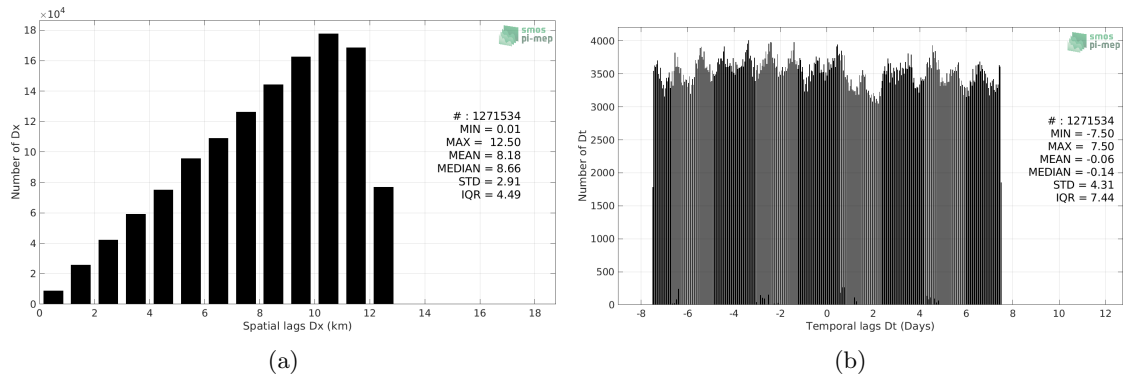 ×10⁴
18
16
14
12
10
8
6
4
2
0
Number of Dx
0 2 4 6 8 10 12 14 16 18
Spatial lags Dx (km)
smos
pi-mep
# : 1271534
MIN = 0.01
MAX = 12.50
MEAN = 8.18
MEDIAN = 8.66
STD = 2.91
IQR = 4.49
(a)
4000
3500
3000
2500
2000
1500
1000
500
0
Number of Dt
-8 -6 -4 -2 0 2 4 6 8 10 12
Temporal lags Dt (Days)
smos
pi-mep
# : 1271534
MIN = -7.50
MAX = 7.50
MEAN = -0.06
MEDIAN = -0.14
STD = 4.31
IQR = 7.44
(b)